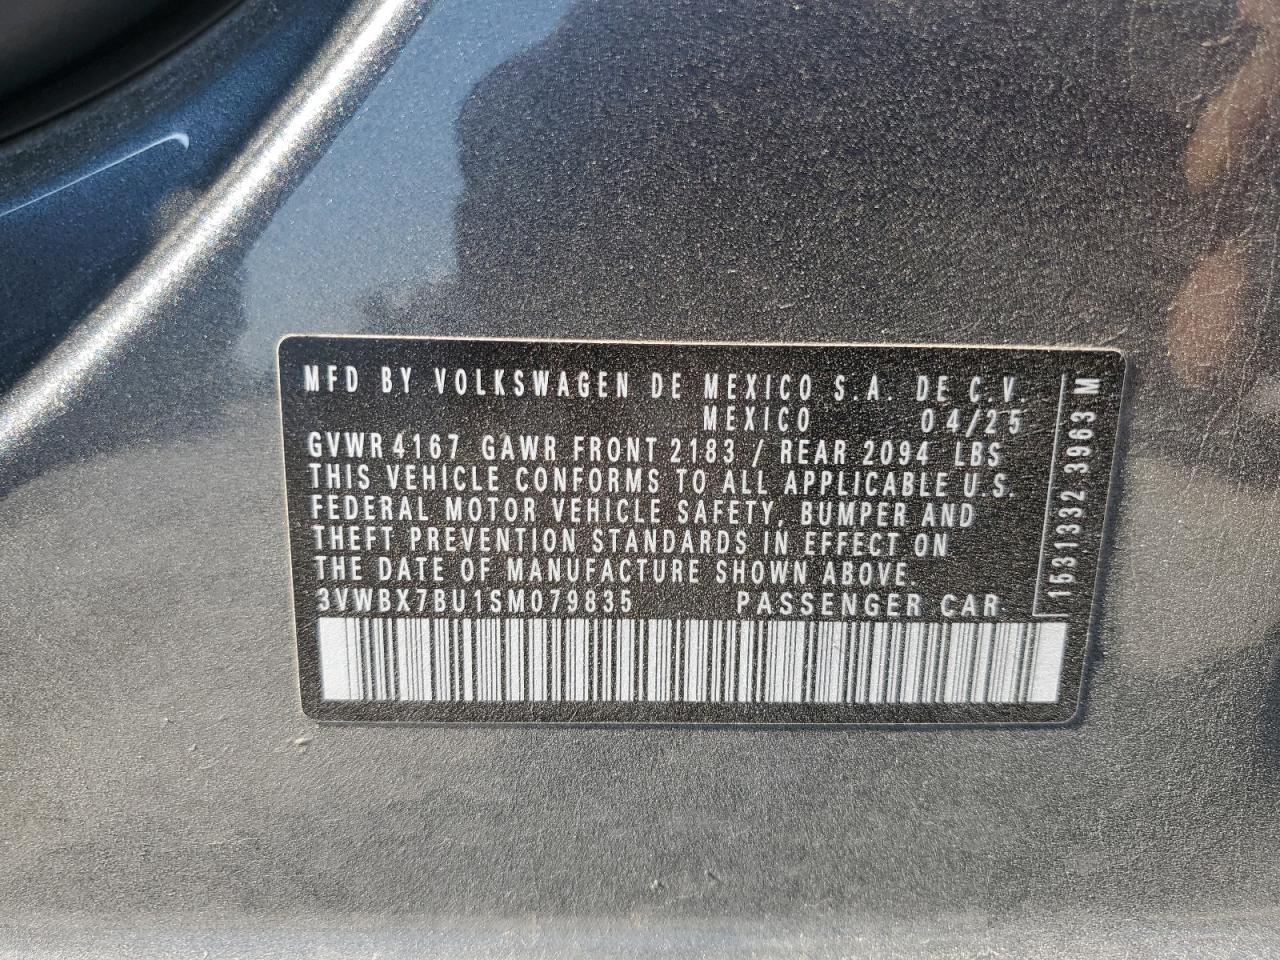 MFD BY VOLKSWAGEN DE MEXICO S.A. DE C.V.
MEXICO 04/25
GVWR 4167 GAWR FRONT 2183 / REAR 2094 LBS
THIS VEHICLE CONFORMS TO ALL APPLICABLE U.S.
FEDERAL MOTOR VEHICLE SAFETY, BUMPER AND
THEFT PREVENTION STANDARDS IN EFFECT ON
THE DATE OF MANUFACTURE SHOWN ABOVE.
3VWBX7BU1SM079835 PASSENGER CAR
1531332 3963 M